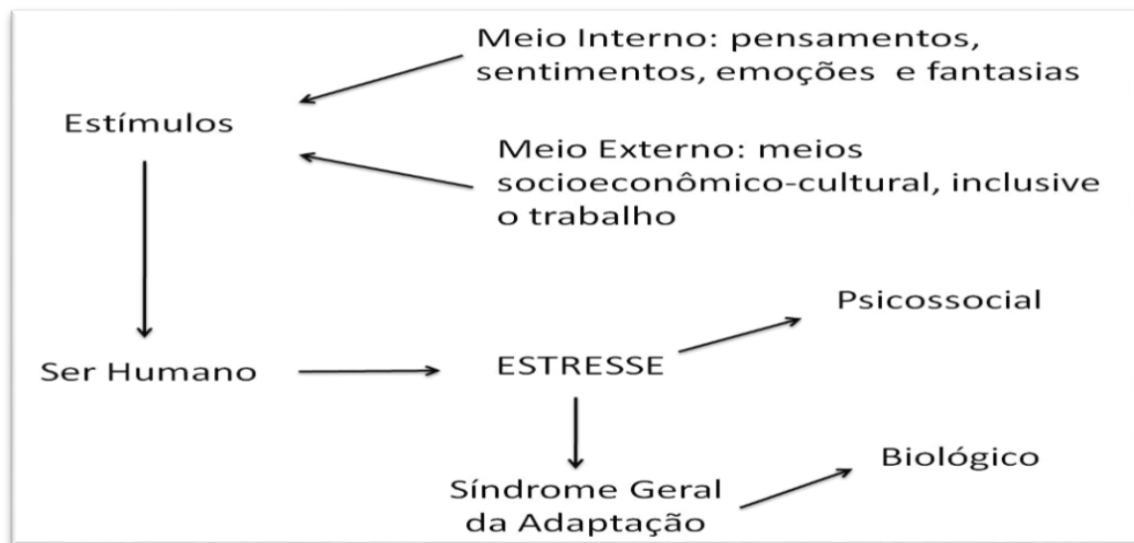 Meio Interno: pensamentos,
sentimentos, emoções e fantasias
Estímulos
Meio Externo: meios
socioeconômico-cultural, inclusive
o trabalho
Psicossocial
Ser Humano
ESTRESSE
Biológico
Síndrome Geral
da Adaptação